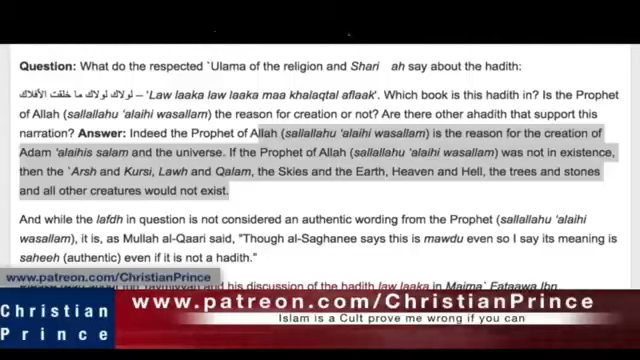 Question: What do the respected `Ulama of the religion and Shari ah say about the hadith:
لولاك لولاك ما خلقت الأفلاك – 'Law laaka law laaka maa khalaqtal aflaak'. Which book is this hadith in? Is the Prophet
of Allah (sallallahu 'alaihi wasallam) the reason for creation or not? Are there other ahadith that support this
narration? Answer: Indeed the Prophet of Allah (sallallahu 'alaihi wasallam) is the reason for the creation of
Adam 'alaihis salam and the universe. If the Prophet of Allah (sallallahu 'alaihi wasallam) was not in existence,
then the `Arsh and Kursi, Lawh and Qalam, the Skies and the Earth, Heaven and Hell, the trees and stones
and all other creatures would not exist.
And while the lafdh in question is not considered an authentic wording from the Prophet (sallallahu 'alaihi
wasallam), it is, as Mullah al-Qaari said, "Though al-Saghanee says this is mawdu even so I say its meaning is
saheeh (authentic) even if it is not a hadith."
www.patreon.com/ChristianPrince
and his discussion of the hadith law laaka in
www.patreon.com/ChristianPrince
Christian
Prince
Islam is a Cult prove me wrong if you can